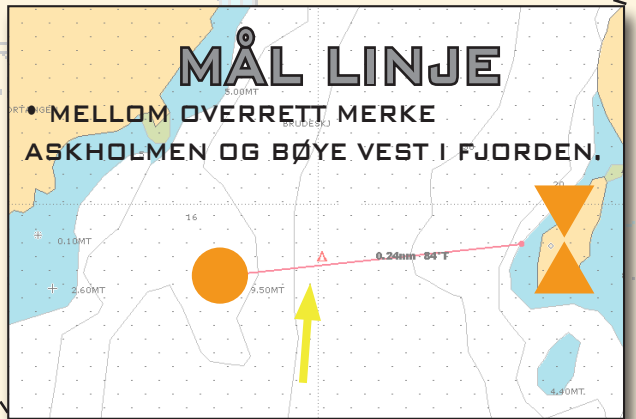 MÅL LINJE
5.00MT
• MELLOM OVERRETT MERKE
BRUDESKJ
ASKHOLMEN OG BØYE VEST I FJORDEN.
20
16
0.10MT
0.24nm 84°F
2.60MT
9.50MT
4.40MT.